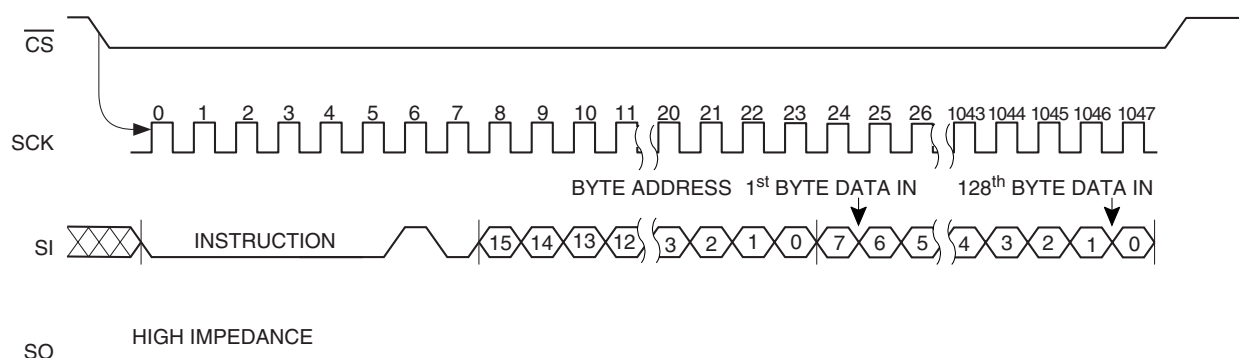 CS
0 1 2 3 4 5 6 7 8 9 10 11 20 21 22 23 24 25 26 1043 1044 1045 1046 1047
SCK
BYTE ADDRESS 1st BYTE DATA IN 128th BYTE DATA IN
SI INSTRUCTION 15 14 13 12 3 2 1 0 7 6 5 4 3 2 1 0
HIGH IMPEDANCE
SO